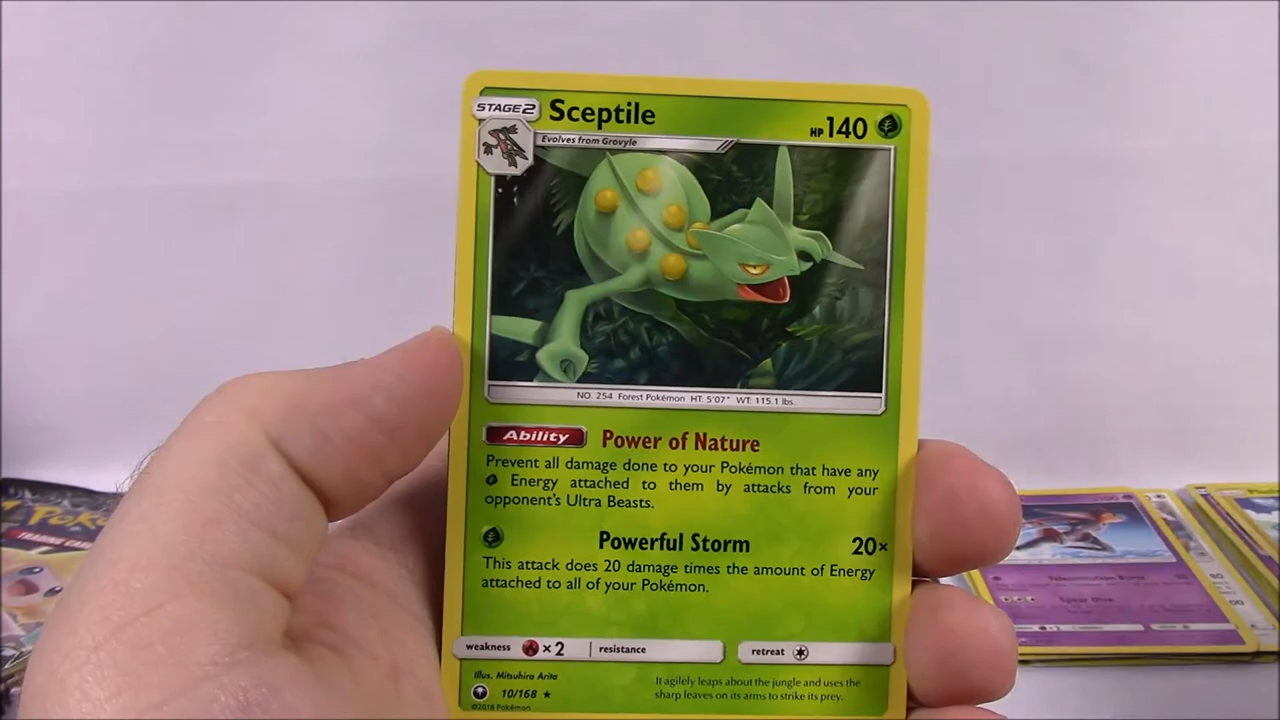 STAGE2 Sceptile HP 140
Evolves from Grovyle
NO. 254 Forest Pokémon HT: 5'07" WT: 115.1 lbs.
Ability Power of Nature
Prevent all damage done to your Pokémon that have any
Energy attached to them by attacks from your
opponent's Ultra Beasts.
Powerful Storm 20×
This attack does 20 damage times the amount of Energy
attached to all of your Pokémon.
weakness ×2 resistance retreat
Illus. Mitsuhiro Arita
10/168
©2018 Pokémon
It agilely leaps about the jungle and uses the
sharp leaves on its arms to strike its prey.
TRADING CAR